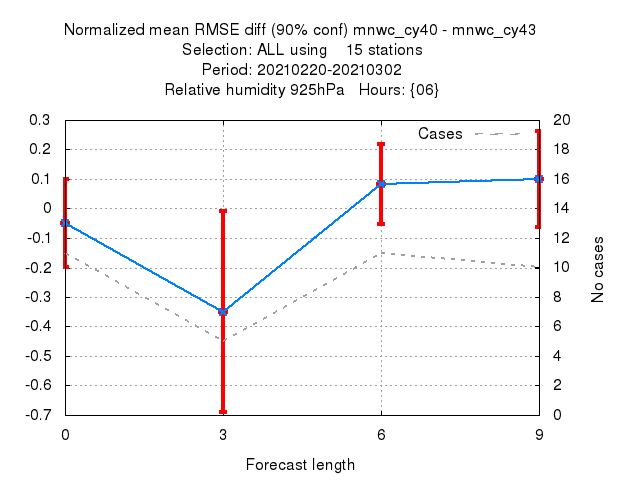 Normalized mean RMSE diff (90% conf) mnwc_cy40 - mnwc_cy43
Selection: ALL using    15 stations
Period: 20210220-20210302
Relative humidity 925hPa   Hours: {06}
Cases
0.3
0.2
0.1
0
-0.1
-0.2
-0.3
-0.4
-0.5
-0.6
-0.7
20
18
16
14
12
10
8
6
4
2
0
No cases
0 3 6 9
Forecast length